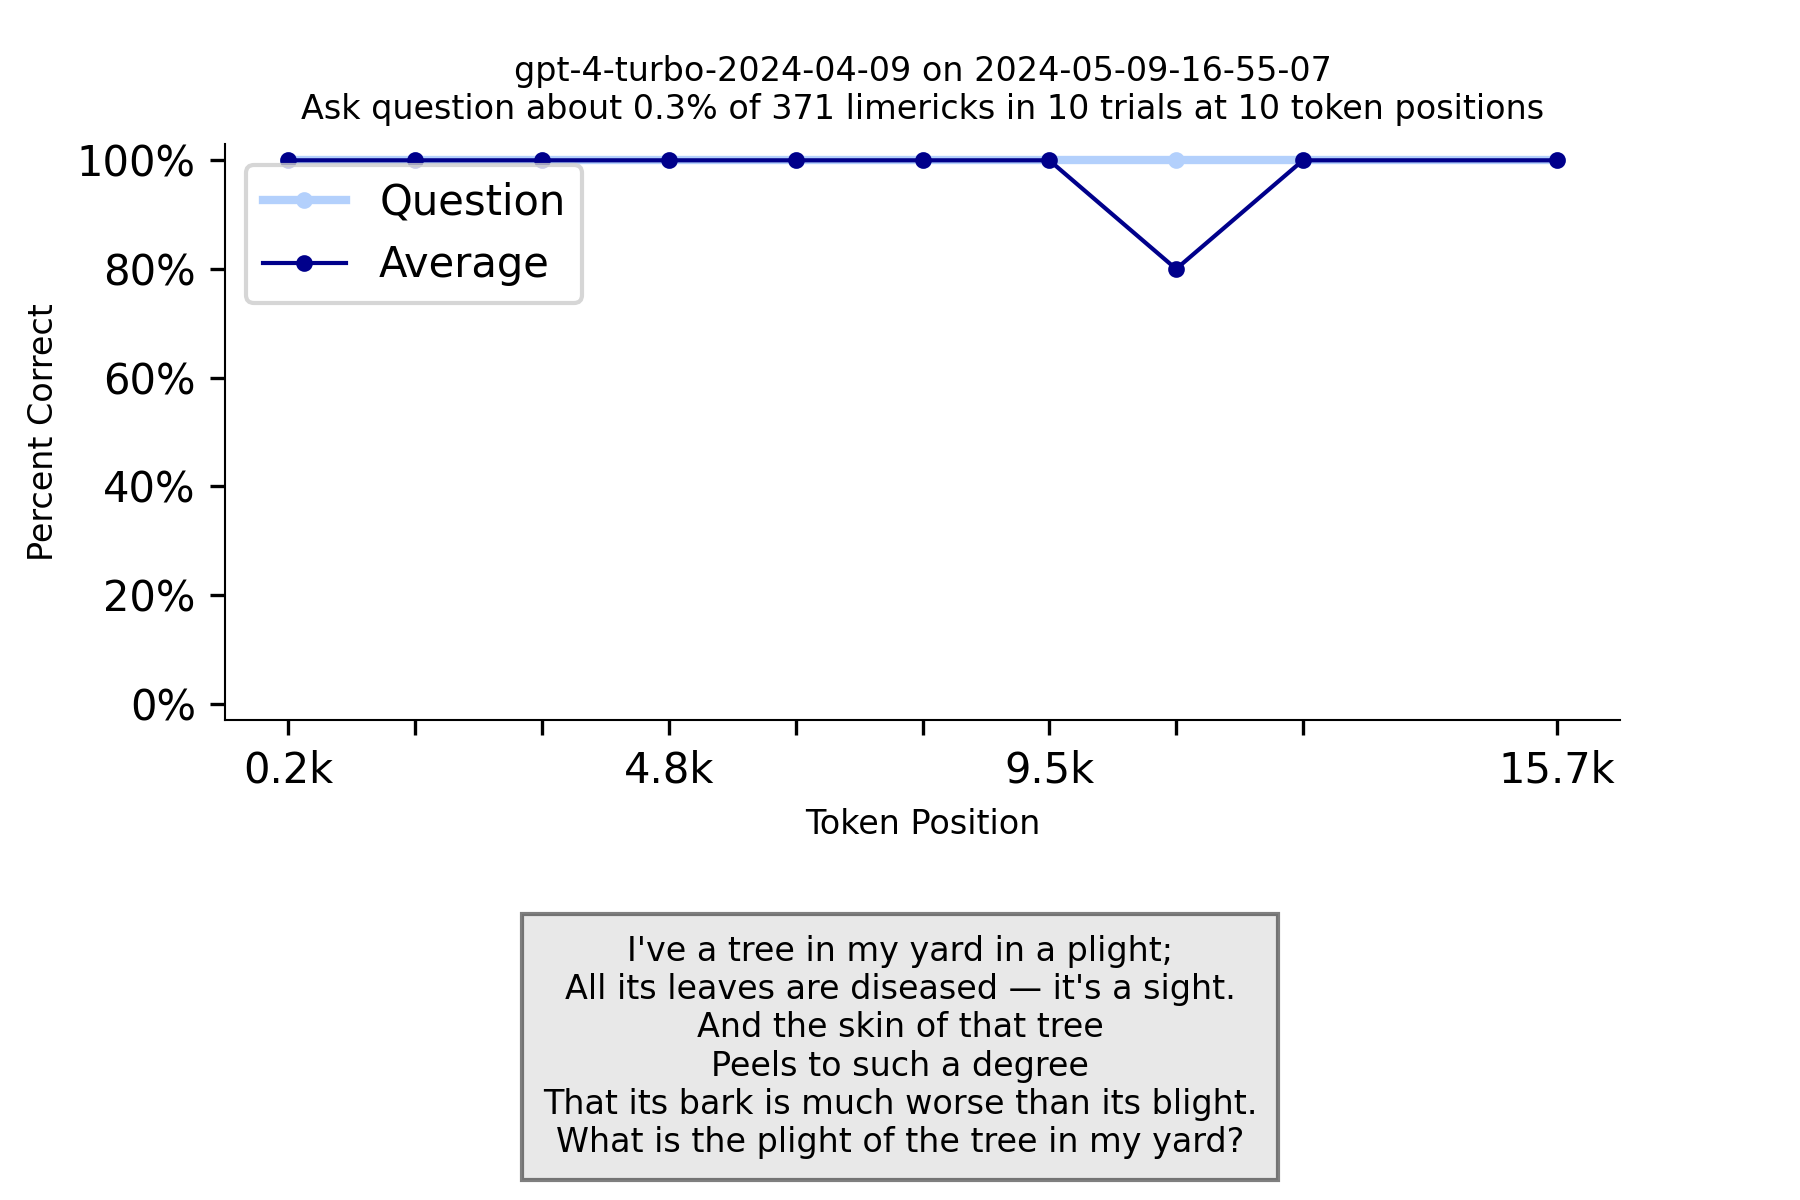 gpt-4-turbo-2024-04-09 on 2024-05-09-16-55-07
Ask question about 0.3% of 371 limericks in 10 trials at 10 token positions
100%
80%
60%
40%
20%
0%
Percent Correct
Question
Average
0.2k 4.8k 9.5k 15.7k
Token Position
I've a tree in my yard in a plight;
All its leaves are diseased — it's a sight.
And the skin of that tree
Peels to such a degree
That its bark is much worse than its blight.
What is the plight of the tree in my yard?